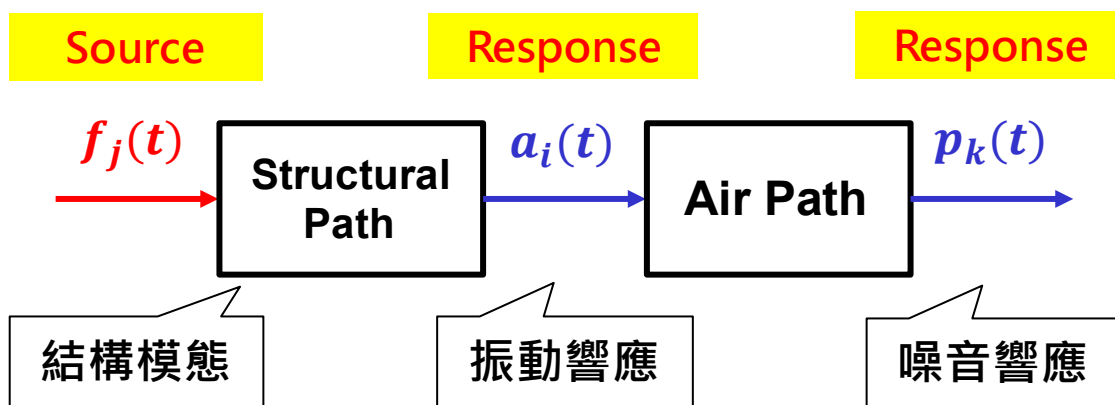 Source
Response
Response
f_j(t)
Structural
Path
a_i(t)
Air Path
p_k(t)
結構模態
振動響應
噪音響應